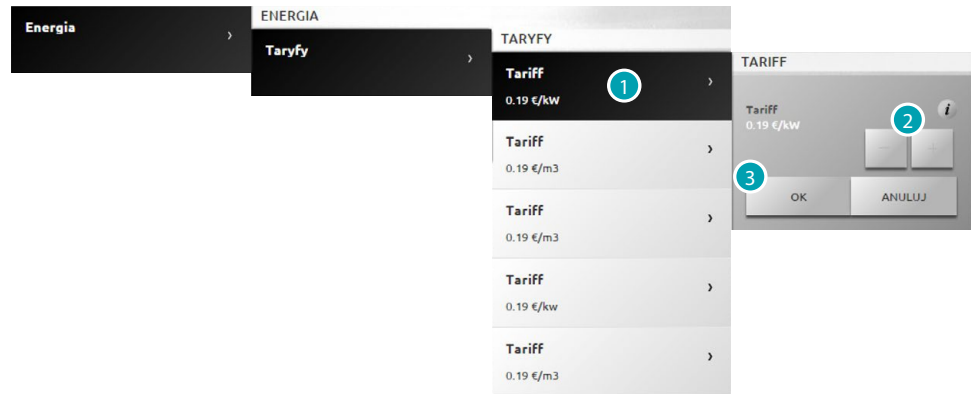 Energia
ENERGIA
Taryfy
TARYFY
Tariff
0.19 €/kW
1
Tariff
0.19 €/m3
Tariff
0.19 €/m3
Tariff
0.19 €/kw
Tariff
0.19 €/m3
TARIFF
Tariff
0.19 €/kW
i
2
- +
3
OK ANULUJ